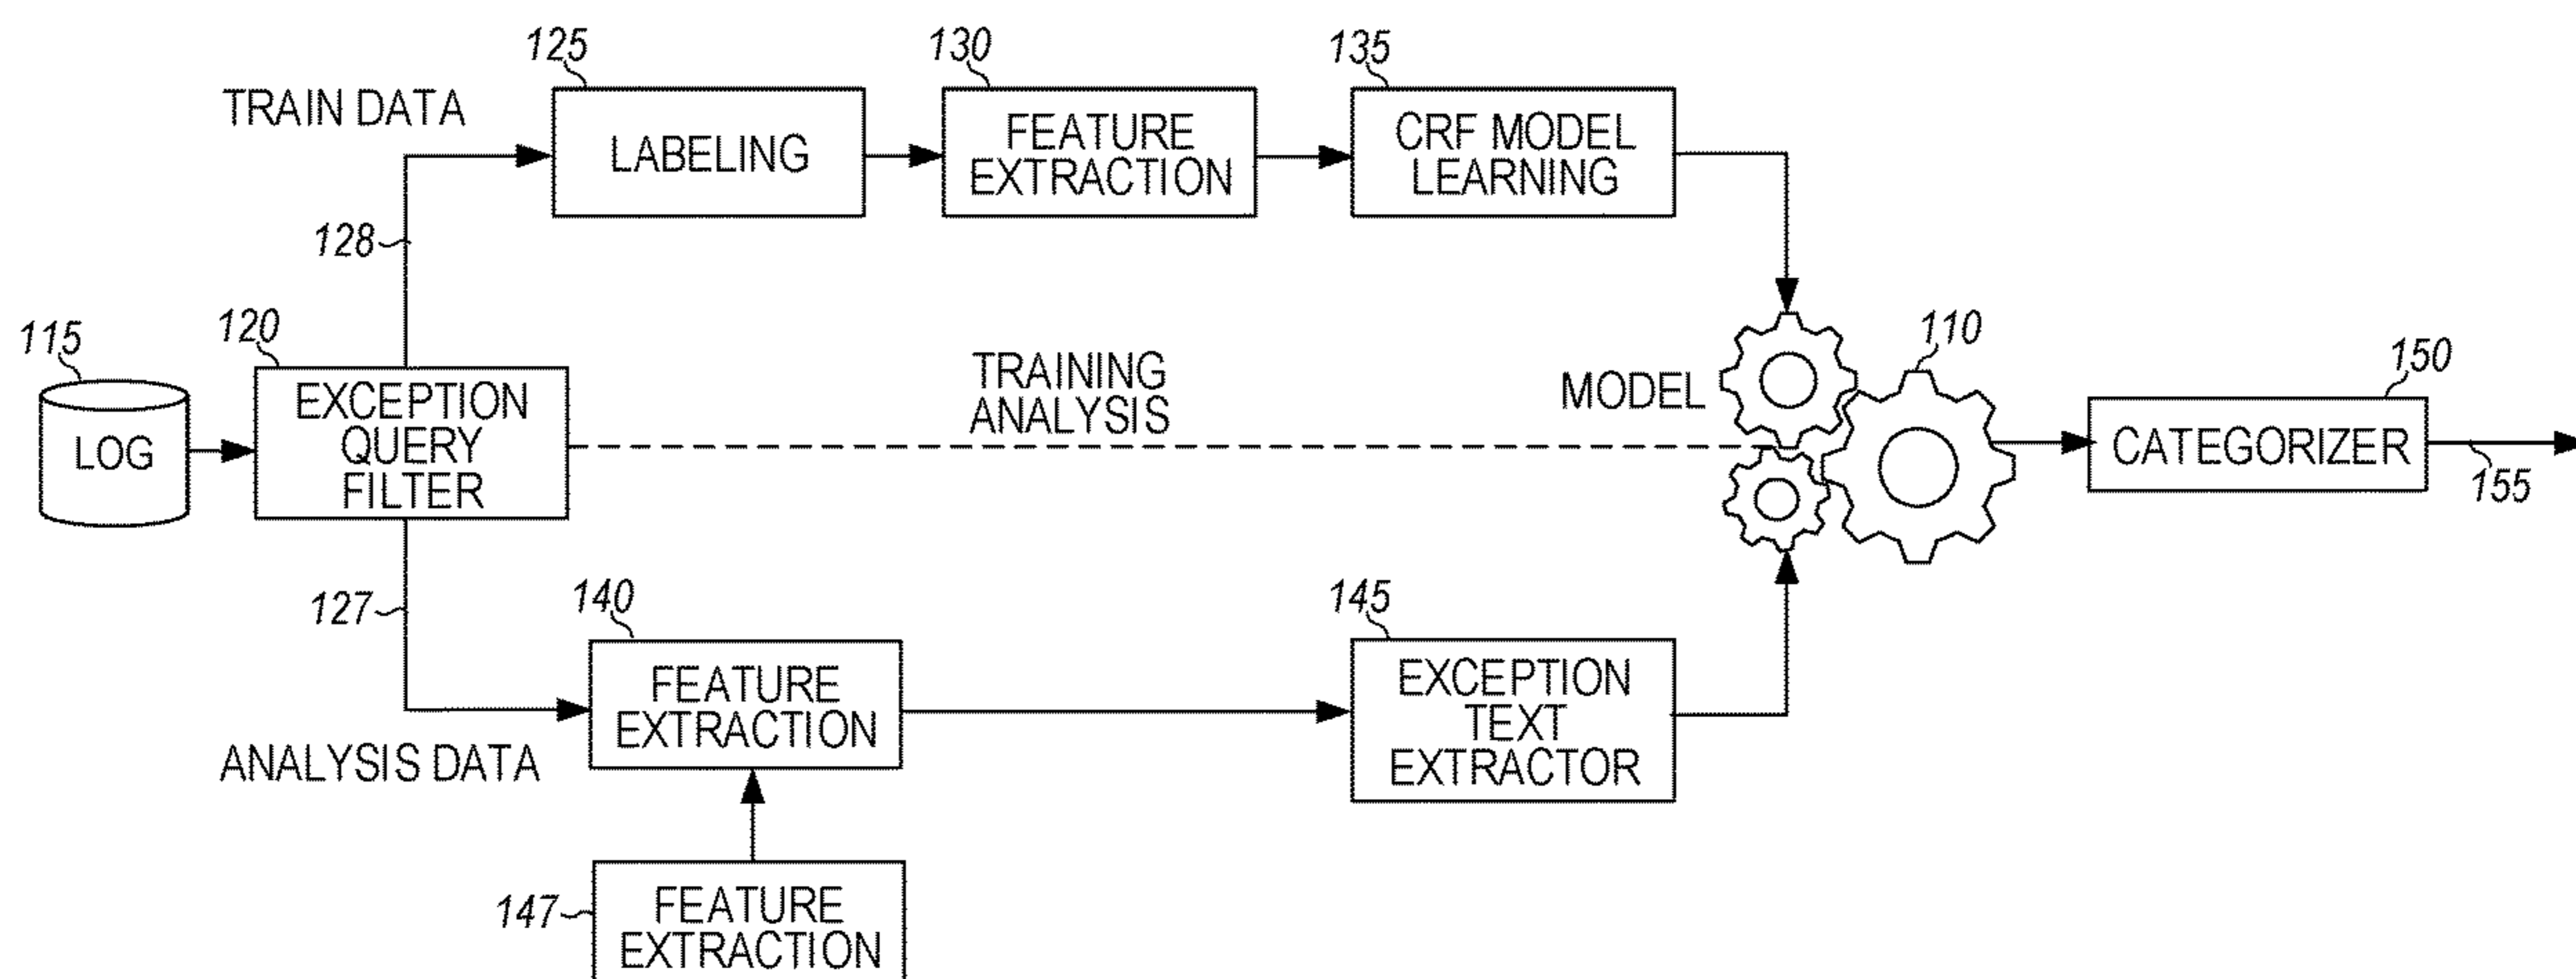 125
130
135
TRAIN DATA
LABELING
FEATURE
EXTRACTION
CRF MODEL
LEARNING
128
115
120
110
150
LOG
EXCEPTION
QUERY
FILTER
TRAINING
ANALYSIS
MODEL
CATEGORIZER
155
127
140
145
ANALYSIS DATA
FEATURE
EXTRACTION
EXCEPTION
TEXT
EXTRACTOR
147
FEATURE
EXTRACTION